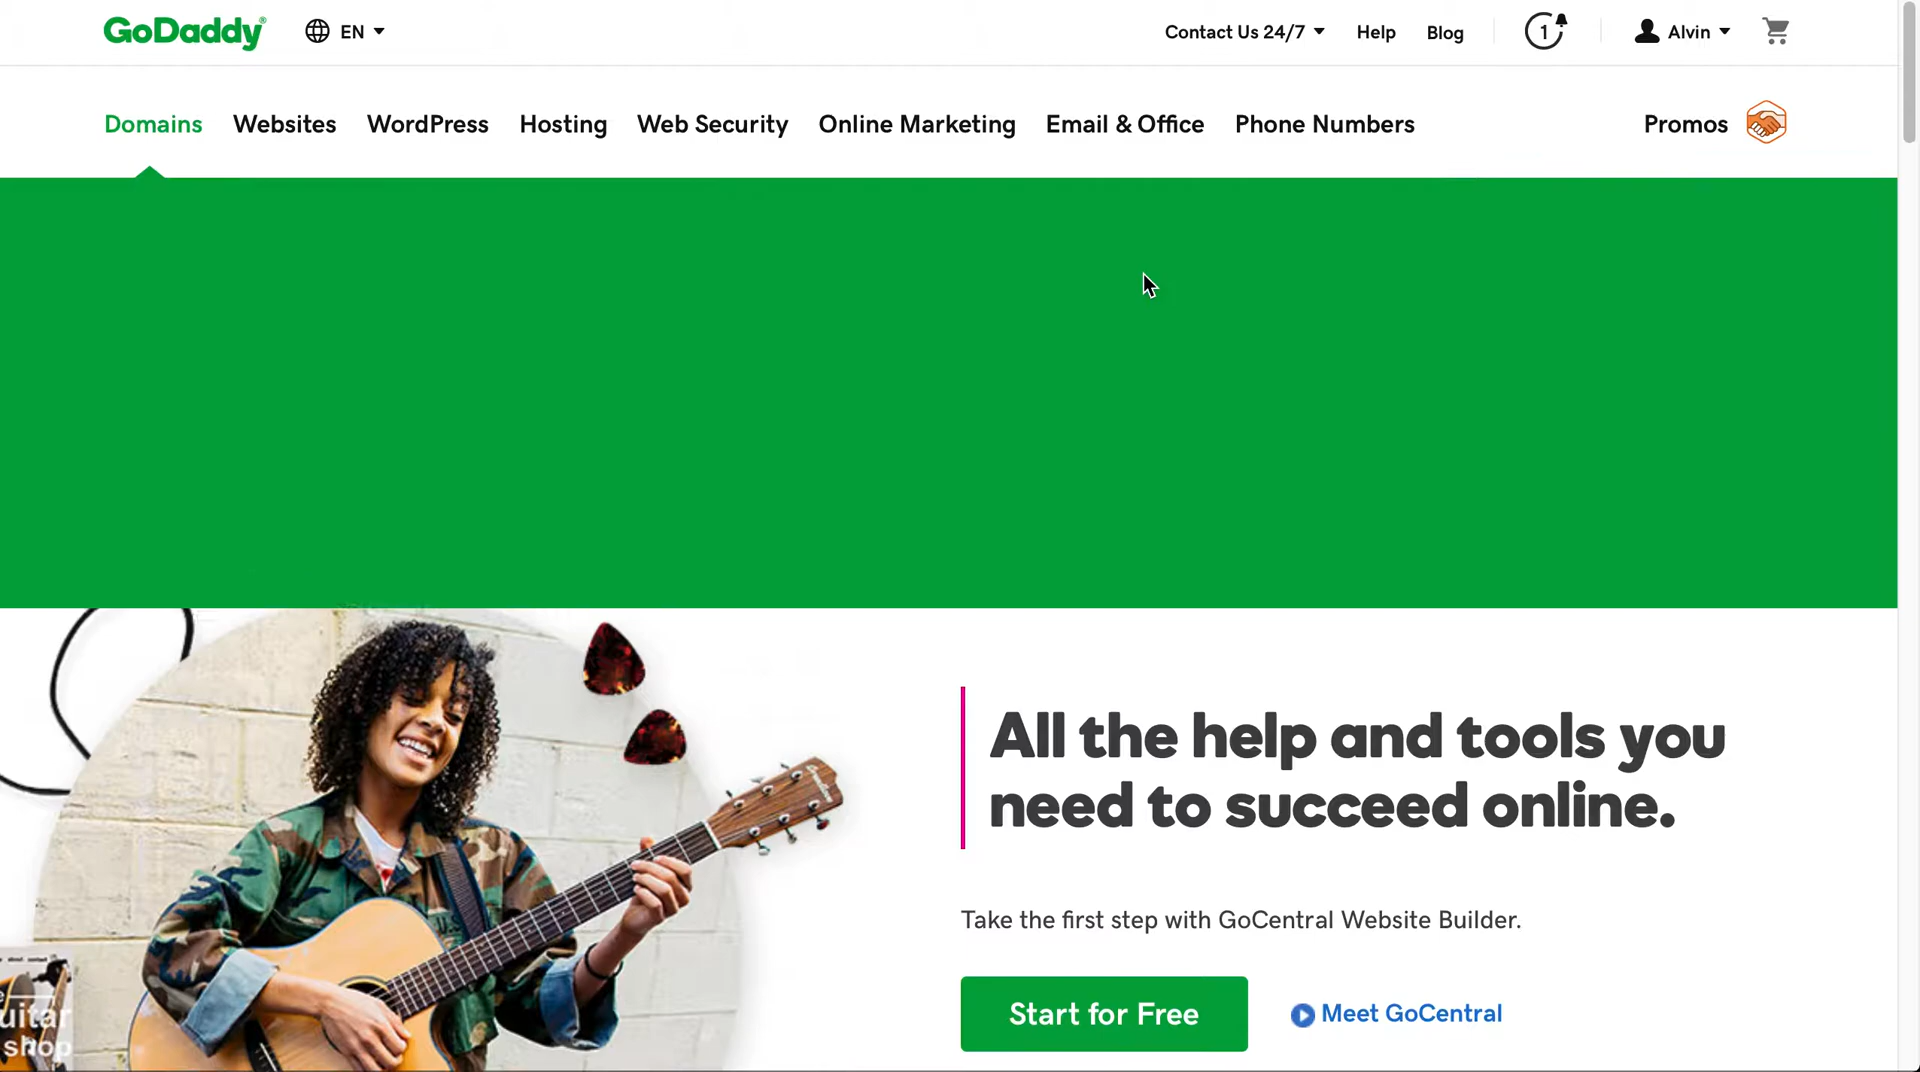 GoDaddy
EN
Contact Us 24/7
Help
Blog
1
Alvin
Domains
Websites
WordPress
Hosting
Web Security
Online Marketing
Email & Office
Phone Numbers
Promos
All the help and tools you
need to succeed online.
Take the first step with GoCentral Website Builder.
Start for Free
Meet GoCentral
uitar
shop